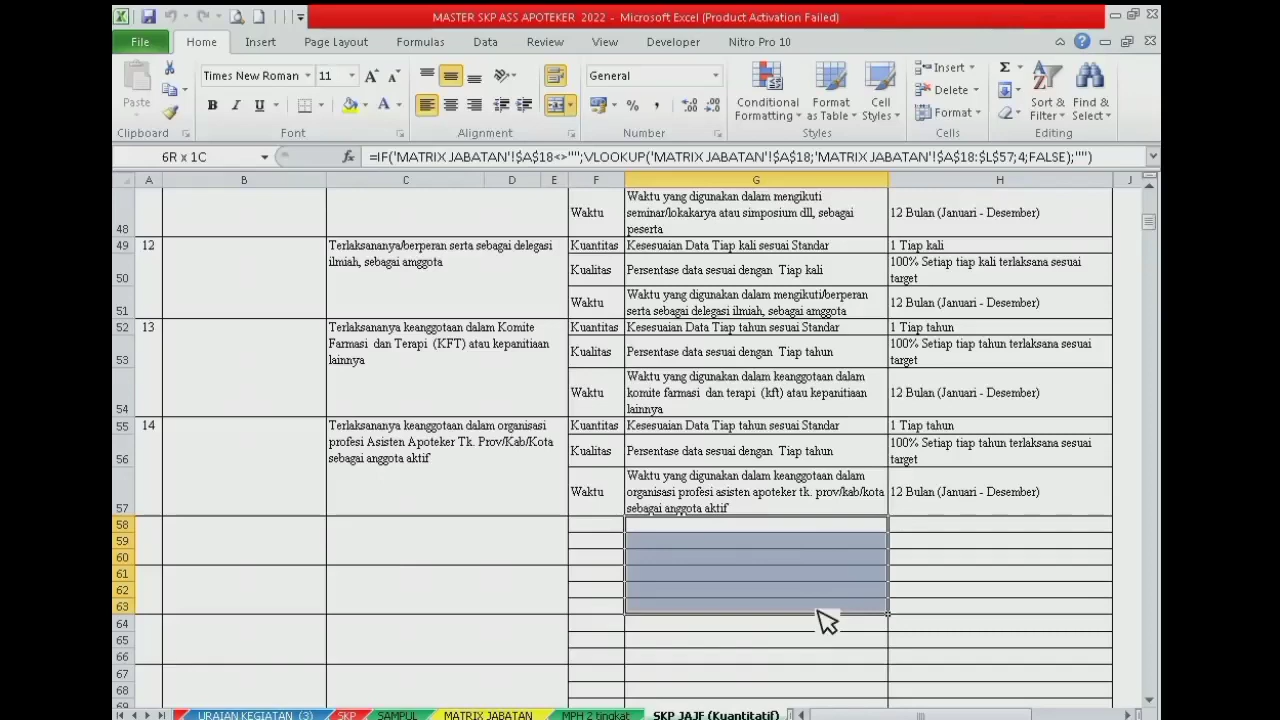 MASTER SKP ASS APOTEKER 2022 - Microsoft Excel (Product Activation Failed)
File Home Insert Page Layout Formulas Data Review View Developer Nitro Pro 10
Times New Roman 11 General
Paste
Conditional Formatting Format as Table Cell Styles
Insert
Delete
Format
Sort & Filter Find & Select
Clipboard Font Alignment Number Styles Cells Editing
6R x 1C fx =IF('MATRIX JABATAN'!$A$18<>"";VLOOKUP('MATRIX JABATAN'!$A$18;'MATRIX JABATAN'!$A$18:$L$57;4;FALSE);"")
A B C D E F G H I J
48 Waktu Waktu yang digunakan dalam mengikuti seminar/lokakarya atau simposium dll, sebagai peserta 12 Bulan (Januari - Desember)
49 12 Terlaksananya/berperan serta sebagai delegasi ilmiah, sebagai amggota Kuantitas Kesesuaian Data Tiap kali sesuai Standar 1 Tiap kali
50 Kualitas Persentase data sesuai dengan Tiap kali 100% Setiap tiap kali terlaksana sesuai target
51 Waktu Waktu yang digunakan dalam mengikuti/berperan serta sebagai delegasi ilmiah, sebagai amggota 12 Bulan (Januari - Desember)
52 13 Terlaksananya keanggotaan dalam Komite Farmasi dan Terapi (KFT) atau kepanitiaan lainnya Kuantitas Kesesuaian Data Tiap tahun sesuai Standar 1 Tiap tahun
53 Kualitas Persentase data sesuai dengan Tiap tahun 100% Setiap tiap tahun terlaksana sesuai target
54 Waktu Waktu yang digunakan dalam keanggotaan dalam komite farmasi dan terapi (kft) atau kepanitiaan lainnya 12 Bulan (Januari - Desember)
55 14 Terlaksananya keanggotaan dalam organisasi profesi Asisten Apoteker Tk. Prov/Kab/Kota sebagai anggota aktif Kuantitas Kesesuaian Data Tiap tahun sesuai Standar 1 Tiap tahun
56 Kualitas Persentase data sesuai dengan Tiap tahun 100% Setiap tiap tahun terlaksana sesuai target
57 Waktu Waktu yang digunakan dalam keanggotaan dalam organisasi profesi asisten apoteker tk. prov/kab/kota sebagai anggota aktif 12 Bulan (Januari - Desember)
58
59
60
61
62
63
64
65
66
67
68
69
URAIAN KEGIATAN (3) SKP SAMPUL MATRIX JABATAN MPH 2 tingkat SKP JAJF (Kuantitatif)